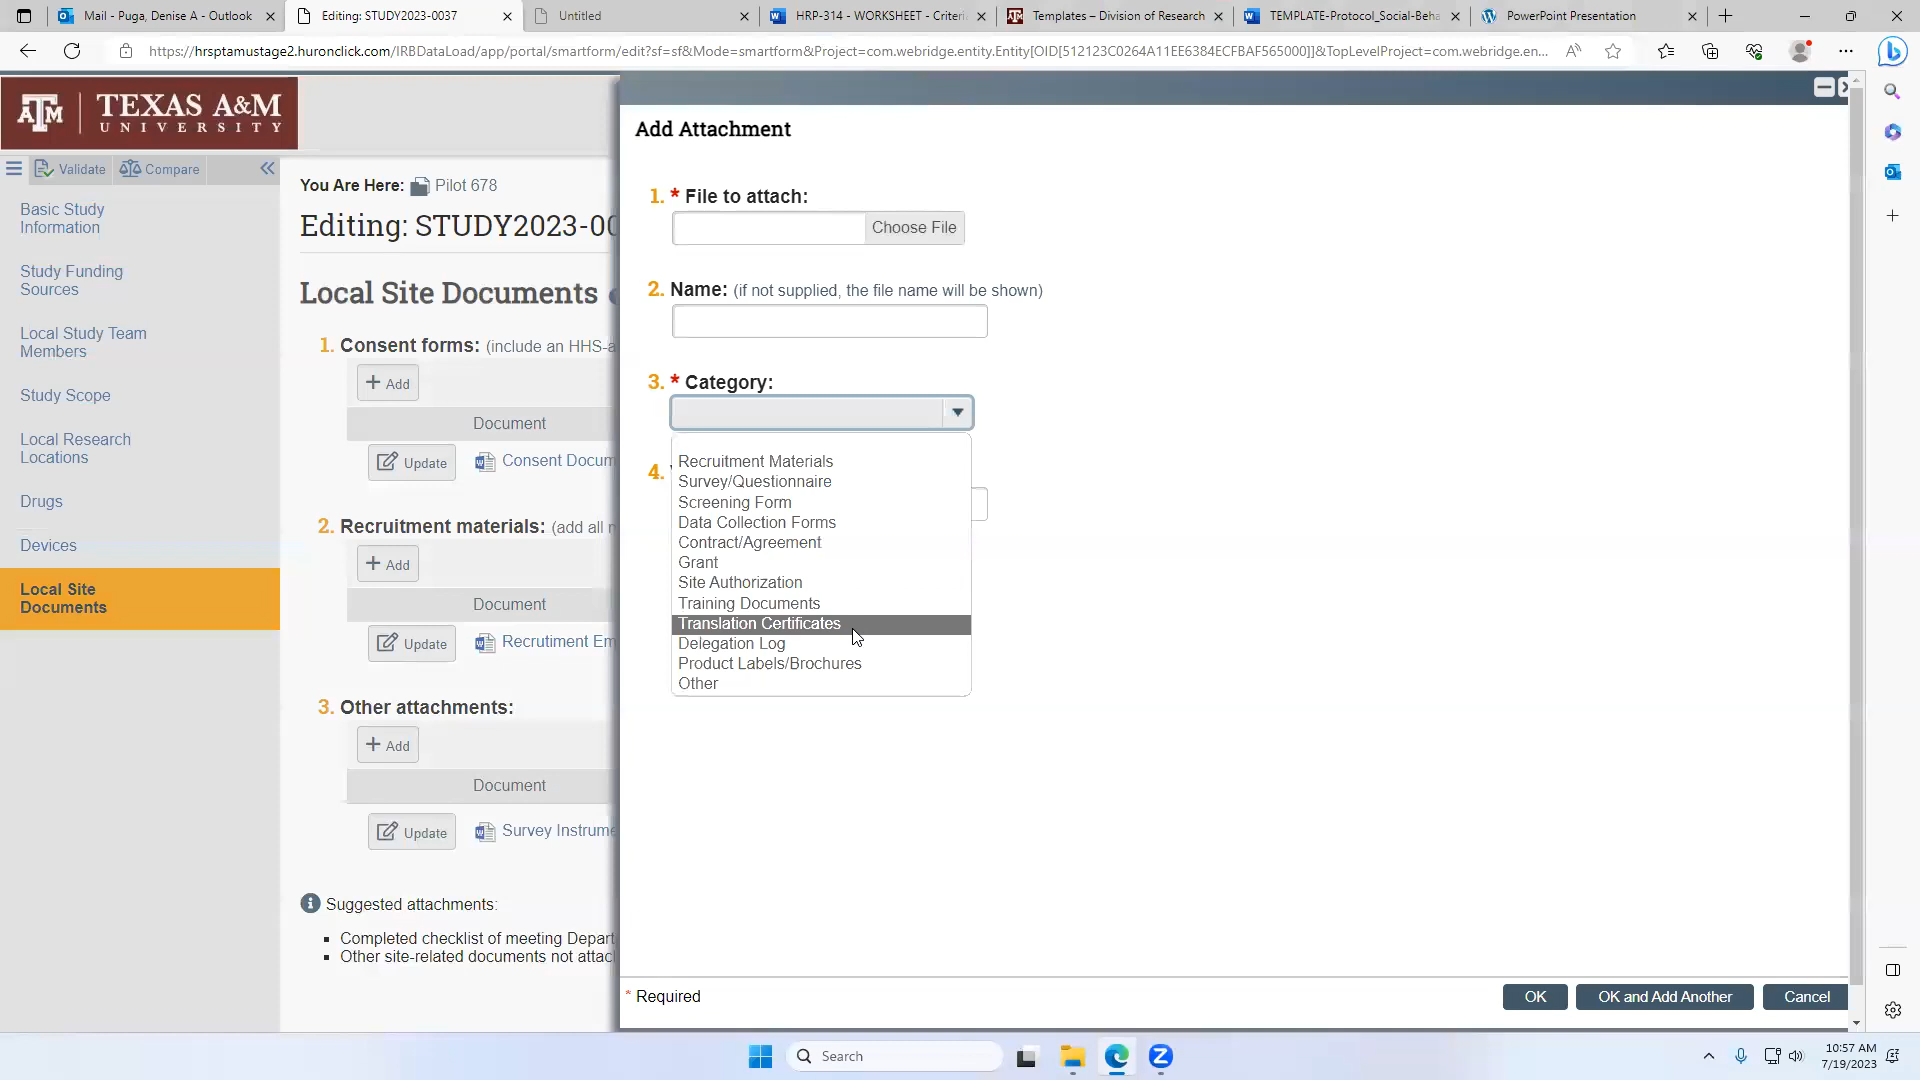 Mail - Puga, Denise A - Outlook
Editing: STUDY2023-0037
Untitled
HRP-314 - WORKSHEET - Criteri
Templates – Division of Research
TEMPLATE-Protocol_Social-Beha
PowerPoint Presentation
https://hrsptamustage2.huronclick.com/IRBDataLoad/app/portal/smartform/edit?sf=sf&Mode=smartform&Project=com.webridge.entity.Entity[OID[512123C0264A11EE6384ECFBAF565000]]&TopLevelProject=com.webridge.en...
ATM TEXAS A&M
UNIVERSITY
Validate
Compare
Basic Study
Information
Study Funding
Sources
Local Study Team
Members
Study Scope
Local Research
Locations
Drugs
Devices
Local Site
Documents
You Are Here: Pilot 678
Editing: STUDY2023-00
Local Site Documents
1. Consent forms: (include an HHS-a
+ Add
Document
Update Consent Docum
2. Recruitment materials: (add all
+ Add
Document
Update Recrutiment Em
3. Other attachments:
+ Add
Document
Update Survey Instrume
Suggested attachments:
Completed checklist of meeting Depart
Other site-related documents not attac
Add Attachment
1. * File to attach:
Choose File
2. Name: (if not supplied, the file name will be shown)
3. * Category:
4.
Recruitment Materials
Survey/Questionnaire
Screening Form
Data Collection Forms
Contract/Agreement
Grant
Site Authorization
Training Documents
Translation Certificates
Delegation Log
Product Labels/Brochures
Other
* Required
OK
OK and Add Another
Cancel
Search
10:57 AM
7/19/2023